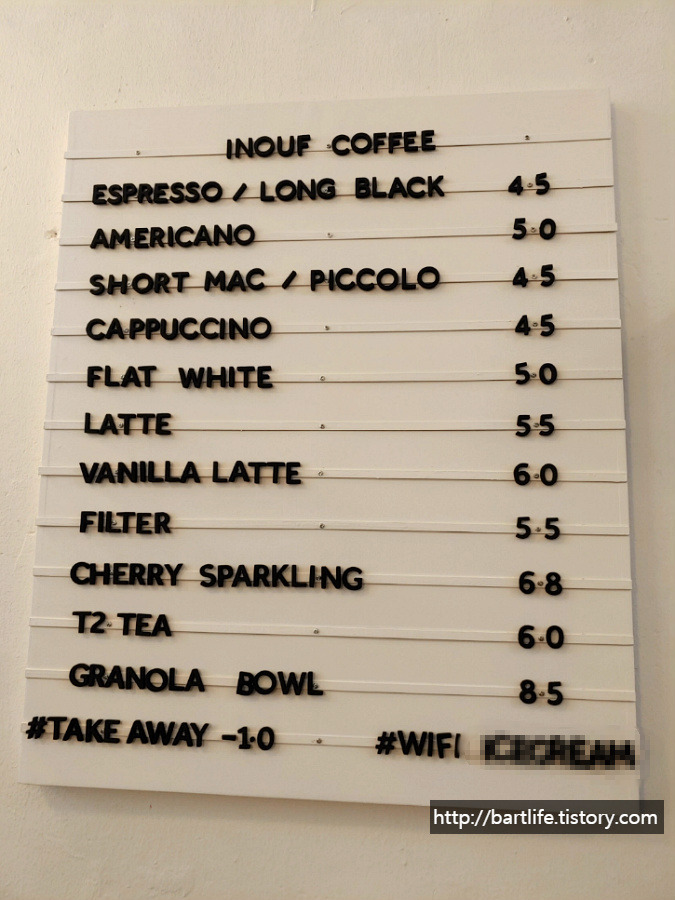 INOUF COFFEE
ESPRESSO / LONG BLACK 4.5
AMERICANO 5.0
SHORT MAC / PICCOLO 4.5
CAPPUCCINO 4.5
FLAT WHITE 5.0
LATTE 5.5
VANILLA LATTE 6.0
FILTER 5.5
CHERRY SPARKLING 6.8
T2 TEA 6.0
GRANOLA BOWL 8.5
#TAKE AWAY -1.0 #WIFI
http://bartlife.tistory.com